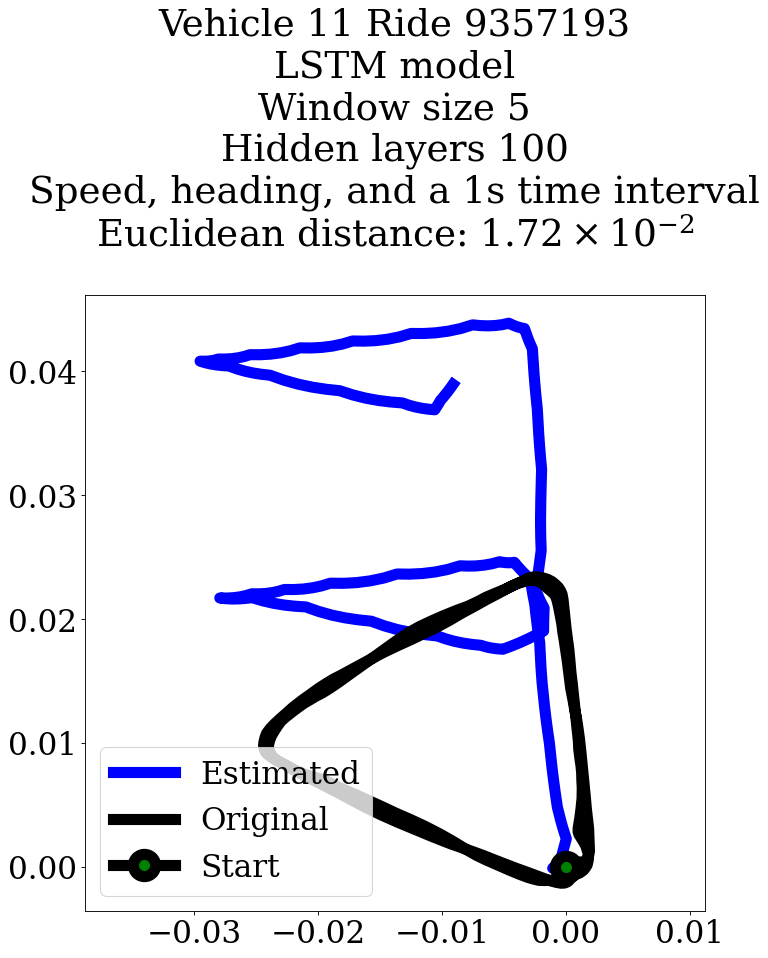 Vehicle 11 Ride 9357193
LSTM model
Window size 5
Hidden layers 100
Speed, heading, and a 1s time interval
Euclidean distance: 1.72 × 10⁻²
0.04
0.03
0.02
0.01
0.00
Estimated
Original
Start
−0.03 −0.02 −0.01 0.00 0.01